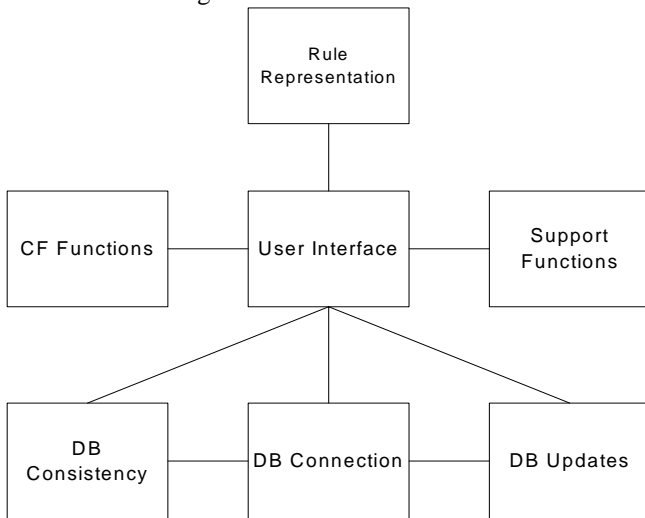 Rule
Representation
CF Functions
User Interface
Support
Functions
DB
Consistency
DB Connection
DB Updates